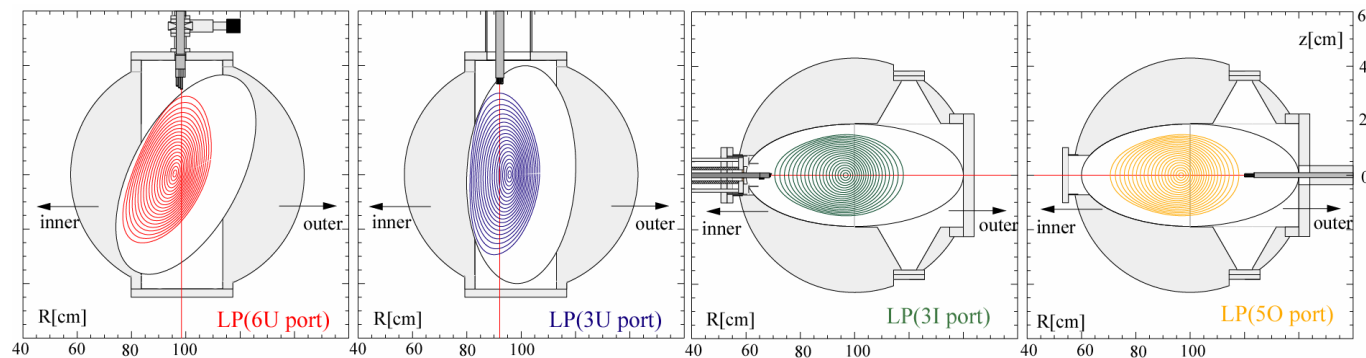 z[cm]
6
4
2
0
inner
outer
R[cm]
LP(6U port)
40 60 80 100
inner
outer
R[cm]
LP(3U port)
40 60 80 100
inner
outer
R[cm]
LP(3I port)
40 60 80 100
inner
outer
R[cm]
LP(5O port)
40 60 80 100